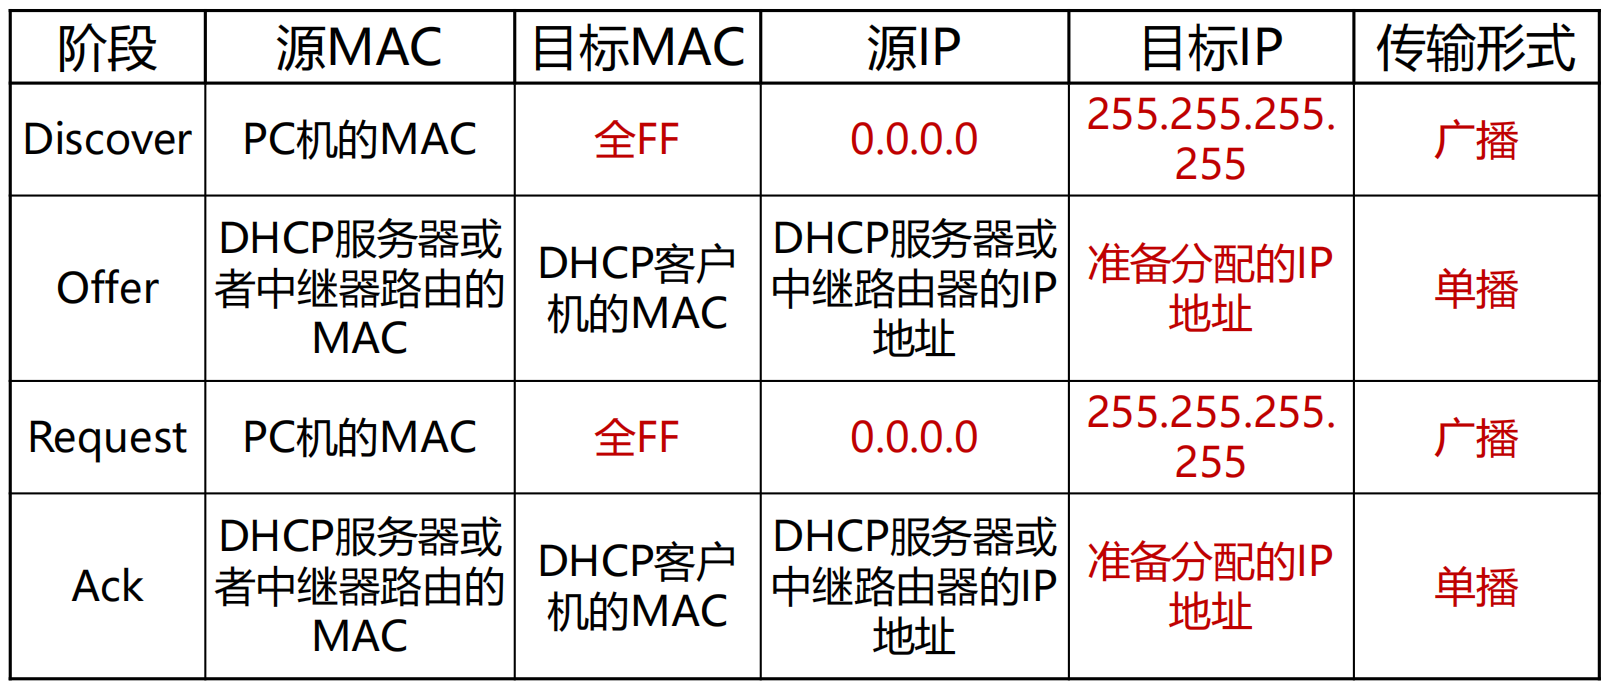 阶段 源MAC 目标MAC 源IP 目标IP 传输形式
Discover PC机的MAC 全FF 0.0.0.0 255.255.255.
255 广播
Offer DHCP服务器或
者中继器路由的
MAC DHCP客户
机的MAC DHCP服务器或
中继路由器的IP
地址 准备分配的IP
地址 单播
Request PC机的MAC 全FF 0.0.0.0 255.255.255.
255 广播
Ack DHCP服务器或
者中继器路由的
MAC DHCP客户
机的MAC DHCP服务器或
中继路由器的IP
地址 准备分配的IP
地址 单播